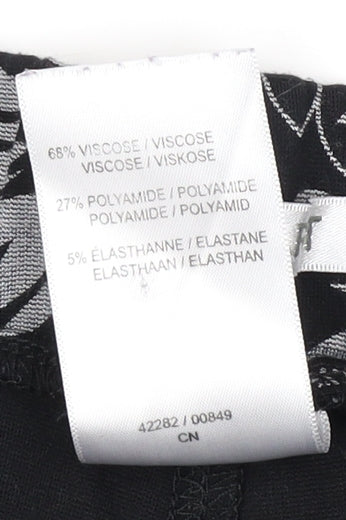 68% VISCOSE / VISCOSE
VISCOSE / VISKOSE
27% POLYAMIDE / POLYAMIDE
POLYAMIDE / POLYAMID
5% ÉLASTHANNE / ELASTANE
ELASTHAAN / ELASTHAN
42282 / 00849
CN